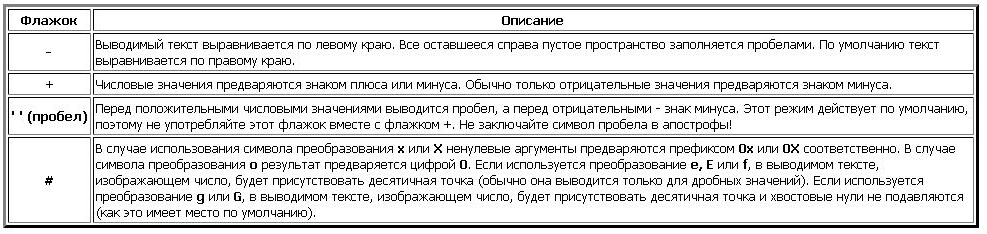 Флажок Описание
- Выводимый текст выравнивается по левому краю. Все оставшееся справа пустое пространство заполняется пробелами. По умолчанию текст
выравнивается по правому краю.
+ Числовые значения предваряются знаком плюса или минуса. Обычно только отрицательные значения предваряются знаком минуса.
' ' (пробел) Перед положительными числовыми значениями выводится пробел, а перед отрицательными - знак минуса. Этот режим действует по умолчанию,
поэтому не употребляйте этот флажок вместе с флажком +. Не заключайте символ пробела в апострофы!
# В случае использования символа преобразования x или X ненулевые аргументы предваряются префиксом 0x или 0X соответственно. В случае
символа преобразования o результат предваряется цифрой 0. Если используется преобразование e, E или f, в выводимом тексте,
изображающем число, будет присутствовать десятичная точка (обычно она выводится только для дробных значений). Если используется
преобразование g или G, в выводимом тексте, изображающем число, будет присутствовать десятичная точка и хвостовые нули не подавляются
(как это имеет место по умолчанию).